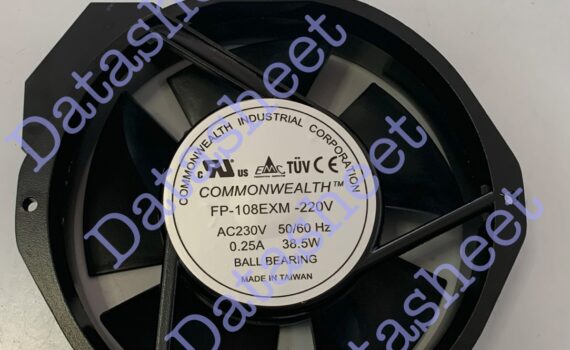 COMMONWEALTH INDUSTRIAL CORPORATION
c UL us EMC TÜV CE
COMMONWEALTH™
FP-108EXM -220V
AC230V 50/60 Hz
0.25A 38.5W
BALL BEARING
MADE IN TAIWAN
Datasheet
Datasheet
Datasheet
Datasheet